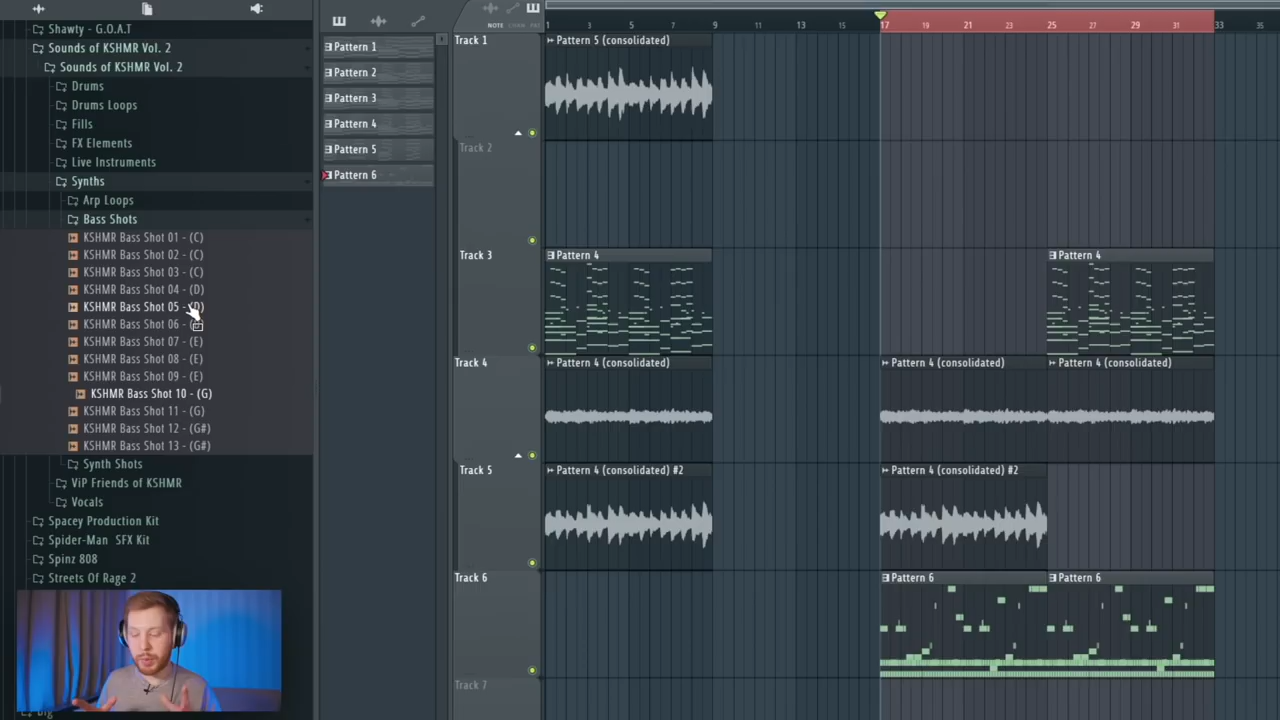 Shawty - G.O.A.T
Sounds of KSHMR Vol. 2
Sounds of KSHMR Vol. 2
Drums
Drums Loops
Fills
FX Elements
Live Instruments
Synths
Arp Loops
Bass Shots
KSHMR Bass Shot 01 - (C)
KSHMR Bass Shot 02 - (C)
KSHMR Bass Shot 03 - (C)
KSHMR Bass Shot 04 - (D)
KSHMR Bass Shot 05 - (D)
KSHMR Bass Shot 06 -
KSHMR Bass Shot 07 - (E)
KSHMR Bass Shot 08 - (E)
KSHMR Bass Shot 09 - (E)
KSHMR Bass Shot 10 - (G)
KSHMR Bass Shot 11 - (G)
KSHMR Bass Shot 12 - (G#)
KSHMR Bass Shot 13 - (G#)
Synth Shots
ViP Friends of KSHMR
Vocals
Spacey Production Kit
Spider-Man SFX Kit
Spinz 808
Streets Of Rage 2
Pattern 1
Pattern 2
Pattern 3
Pattern 4
Pattern 5
Pattern 6
NOTE CHAN PAT
1 3 5 7 9 11 13 15 17 19 21 23 25 27 29 31 33 35
Track 1
Pattern 5 (consolidated)
Track 2
Track 3
Pattern 4
Pattern 4
Track 4
Pattern 4 (consolidated)
Pattern 4 (consolidated)
Pattern 4 (consolidated)
Track 5
Pattern 4 (consolidated) #2
Pattern 4 (consolidated) #2
Track 6
Pattern 6
Pattern 6
Track 7